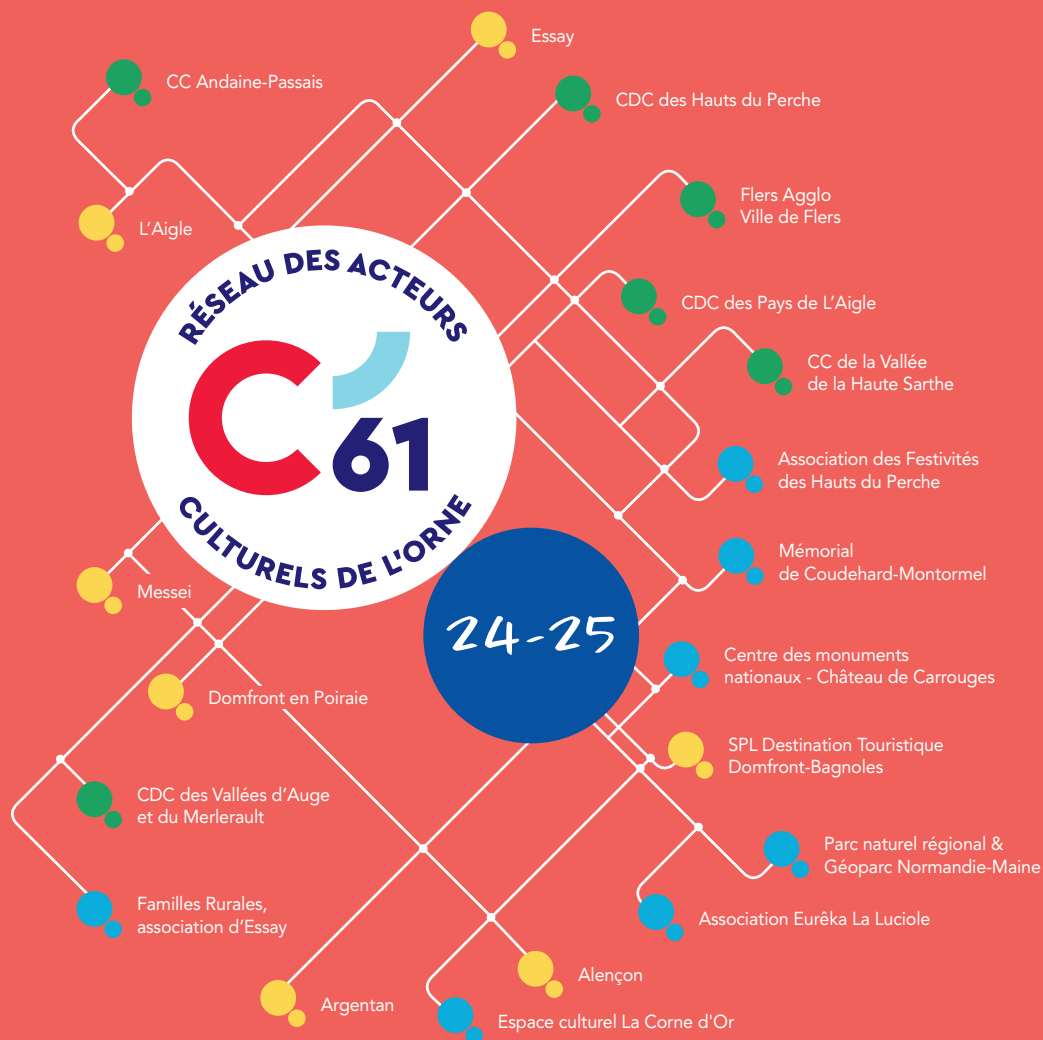 Essay
CC Andaine-Passais
CDC des Hauts du Perche
Flers Agglo
Ville de Flers
L'Aigle
RÉSEAU DES ACTEURS
C'61
CULTURELS DE L'ORNE
CDC des Pays de L'Aigle
CC de la Vallée
de la Haute Sarthe
Association des Festivités
des Hauts du Perche
Mémorial
de Coudehard-Montormel
Messei
24-25
Centre des monuments
nationaux - Château de Carrouges
Domfront en Poiraie
SPL Destination Touristique
Domfront-Bagnoles
CDC des Vallées d'Auge
et du Merlerault
Parc naturel régional &
Géoparc Normandie-Maine
Familles Rurales,
association d'Essay
Association Eurêka La Luciole
Alençon
Argentan
Espace culturel La Corne d'Or